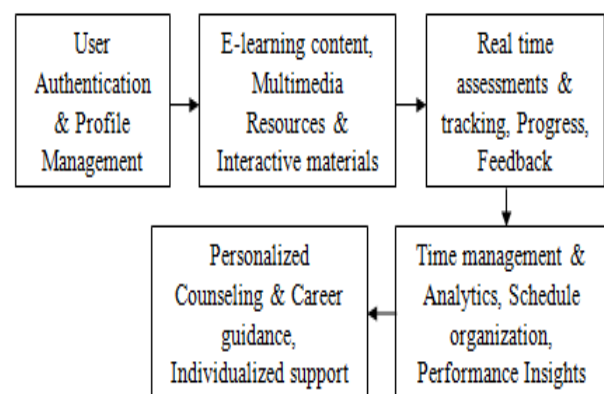 User
Authentication
& Profile
Management
E-learning content,
Multimedia
Resources &
Interactive materials
Real time
assessments &
tracking, Progress,
Feedback
Time management &
Analytics, Schedule
organization,
Performance Insights
Personalized
Counseling & Career
guidance,
Individualized support